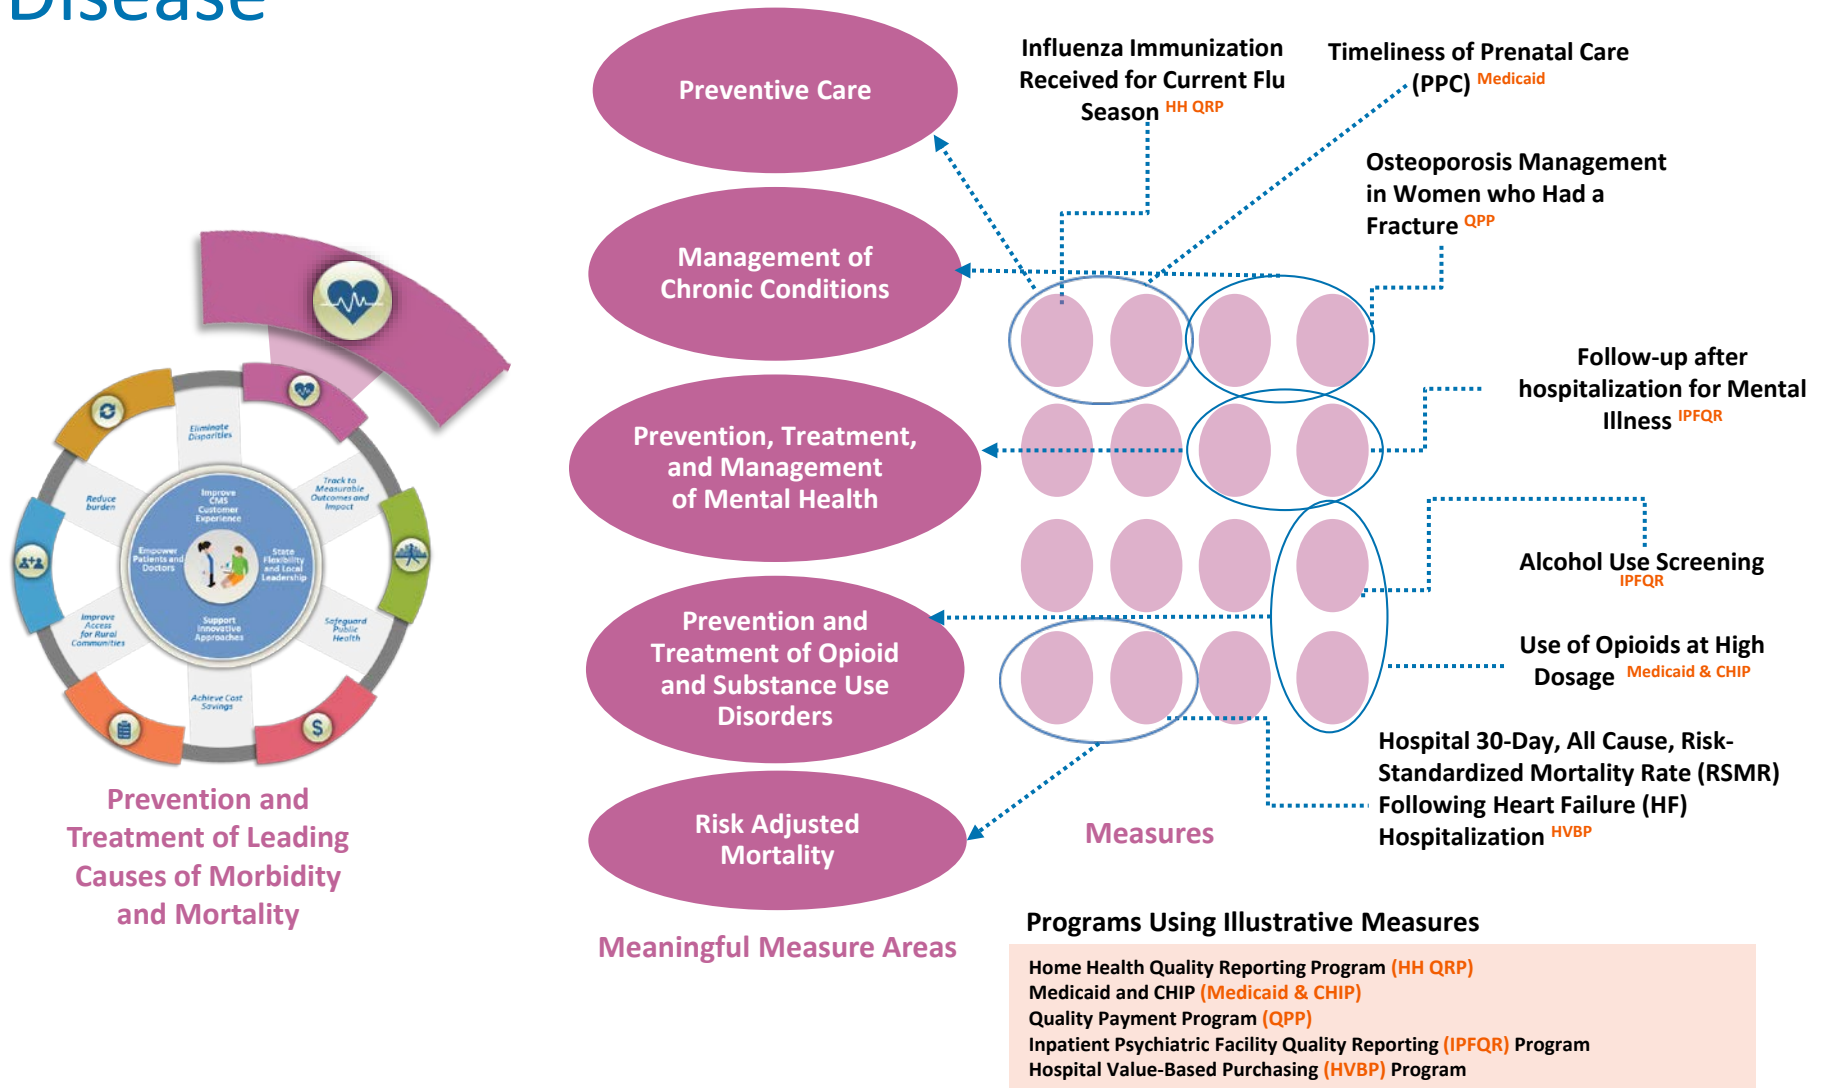 Disease
Preventive Care
Management of
Chronic Conditions
Prevention, Treatment,
and Management
of Mental Health
Prevention and
Treatment of Opioid
and Substance Use
Disorders
Risk Adjusted
Mortality
Meaningful Measure Areas
Influenza Immunization
Received for Current Flu
Season HH QRP
Timeliness of Prenatal Care
(PPC) Medicaid
Osteoporosis Management
in Women who Had a
Fracture QPP
Follow-up after
hospitalization for Mental
Illness IPFQR
Alcohol Use Screening
IPFQR
Use of Opioids at High
Dosage Medicaid & CHIP
Hospital 30-Day, All Cause, Risk-
Standardized Mortality Rate (RSMR)
Following Heart Failure (HF)
Hospitalization HVBP
Measures
Eliminate
Disparities
Track to
Measurable
Outcomes and
Impact
Safeguard
Public
Health
Achieve Cost
Savings
Improve
Access
for Rural
Communities
Reduce
burden
Improve
CMS
Customer
Experience
State
Flexibility
and Local
Leadership
Support
Innovative
Approaches
Empower
Patients and
Doctors
$
Prevention and
Treatment of Leading
Causes of Morbidity
and Mortality
Programs Using Illustrative Measures
Home Health Quality Reporting Program (HH QRP)
Medicaid and CHIP (Medicaid & CHIP)
Quality Payment Program (QPP)
Inpatient Psychiatric Facility Quality Reporting (IPFQR) Program
Hospital Value-Based Purchasing (HVBP) Program